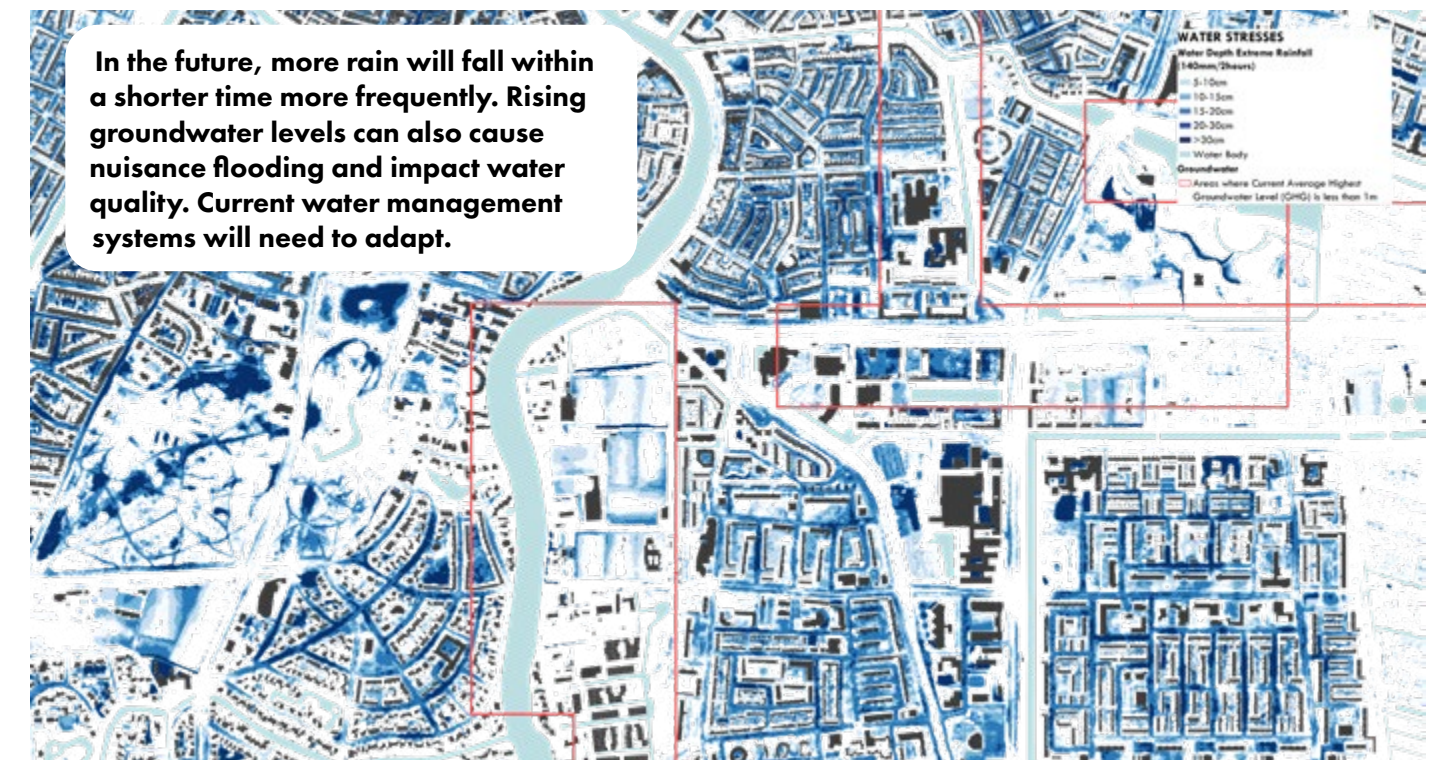 In the future, more rain will fall within
a shorter time more frequently. Rising
groundwater levels can also cause
nuisance flooding and impact water
quality. Current water management
systems will need to adapt.
WATER STRESSES
Water Depth Extreme Rainfall
(140mm/2hours)
5-10cm
10-15cm
15-20cm
20-30cm
>30cm
Water Body
Groundwater
Areas where Current Average Highest
Groundwater Level (GHG) is less than 1m